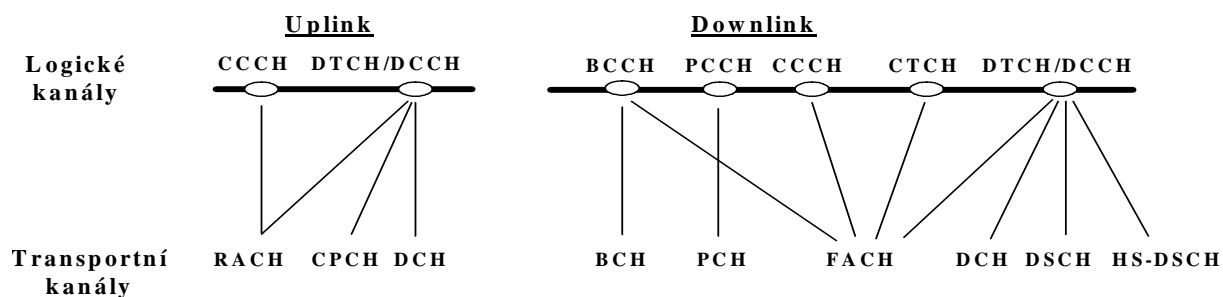 Uplink Downlink
Logické kanály
CCCH DTCH/DCCH BCCH PCCH CCCH CTCH DTCH/DCCH
Transportní kanály
RACH CPCH DCH BCH PCH FACH DCH DSCH HS-DSCH